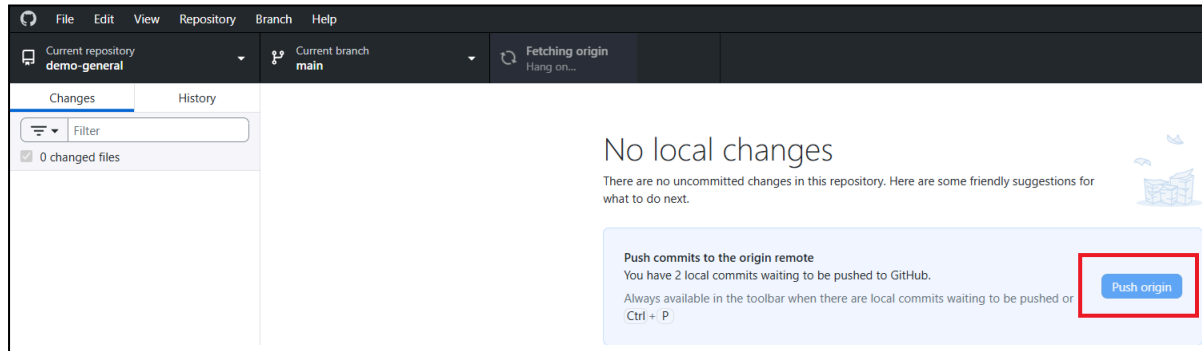 File Edit View Repository Branch Help
Current repository
demo-general
Current branch
main
Fetching origin
Hang on...
Changes History
Filter
0 changed files
No local changes
There are no uncommitted changes in this repository. Here are some friendly suggestions for
what to do next.
Push commits to the origin remote
You have 2 local commits waiting to be pushed to GitHub.
Always available in the toolbar when there are local commits waiting to be pushed or
Ctrl + P
Push origin